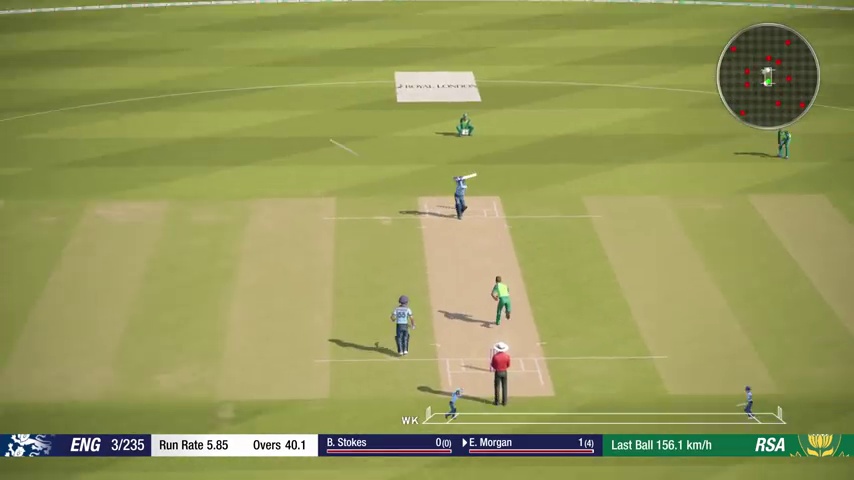 ROYAL LONDON
55
WK
ENG 3/235 Run Rate 5.85 Overs 40.1 B. Stokes 0(0) E. Morgan 1(4) Last Ball 156.1 km/h RSA